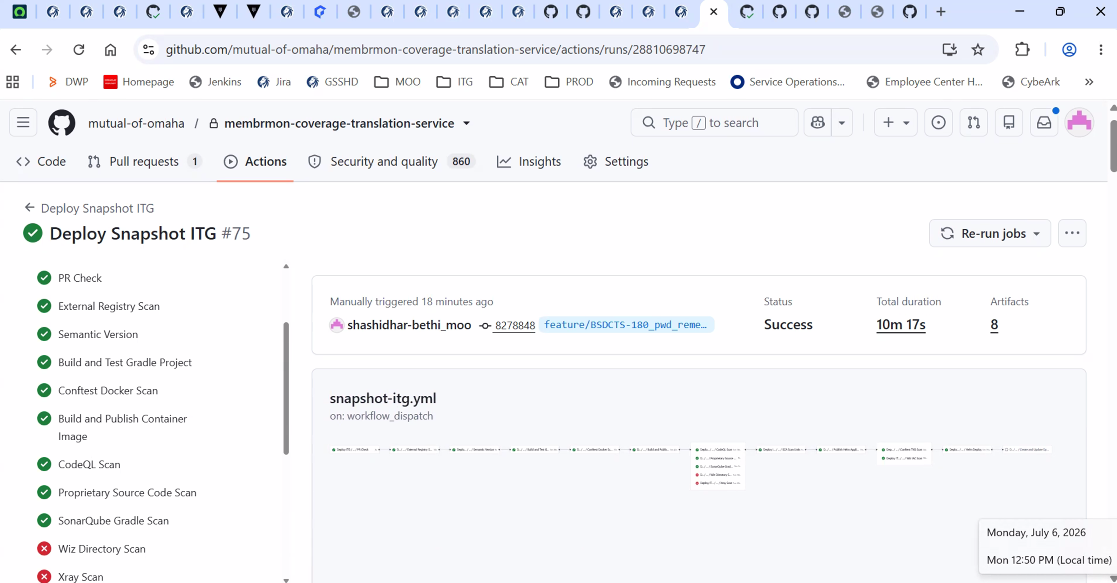 github.com/mutual-of-omaha/membrmon-coverage-translation-service/actions/runs/28810698747
DWP Homepage Jenkins Jira GSSHD MOO ITG CAT PROD Incoming Requests Service Operations... Employee Center H... CyberArk »
mutual-of-omaha / membrmon-coverage-translation-service
Type / to search
Code Pull requests 1 Actions Security and quality 860 Insights Settings
Deploy Snapshot ITG
Deploy Snapshot ITG #75
Re-run jobs
PR Check
External Registry Scan
Semantic Version
Build and Test Gradle Project
Conftest Docker Scan
Build and Publish Container
Image
CodeQL Scan
Proprietary Source Code Scan
SonarQube Gradle Scan
Wiz Directory Scan
Xray Scan
Manually triggered 18 minutes ago
shashidhar-bethi_moo 8278848 feature/BSDCTS-180_pwd_reme…
Status
Success
Total duration
10m 17s
Artifacts
8
snapshot-itg.yml
on: workflow_dispatch
Monday, July 6, 2026
Mon 12:50 PM (Local time)